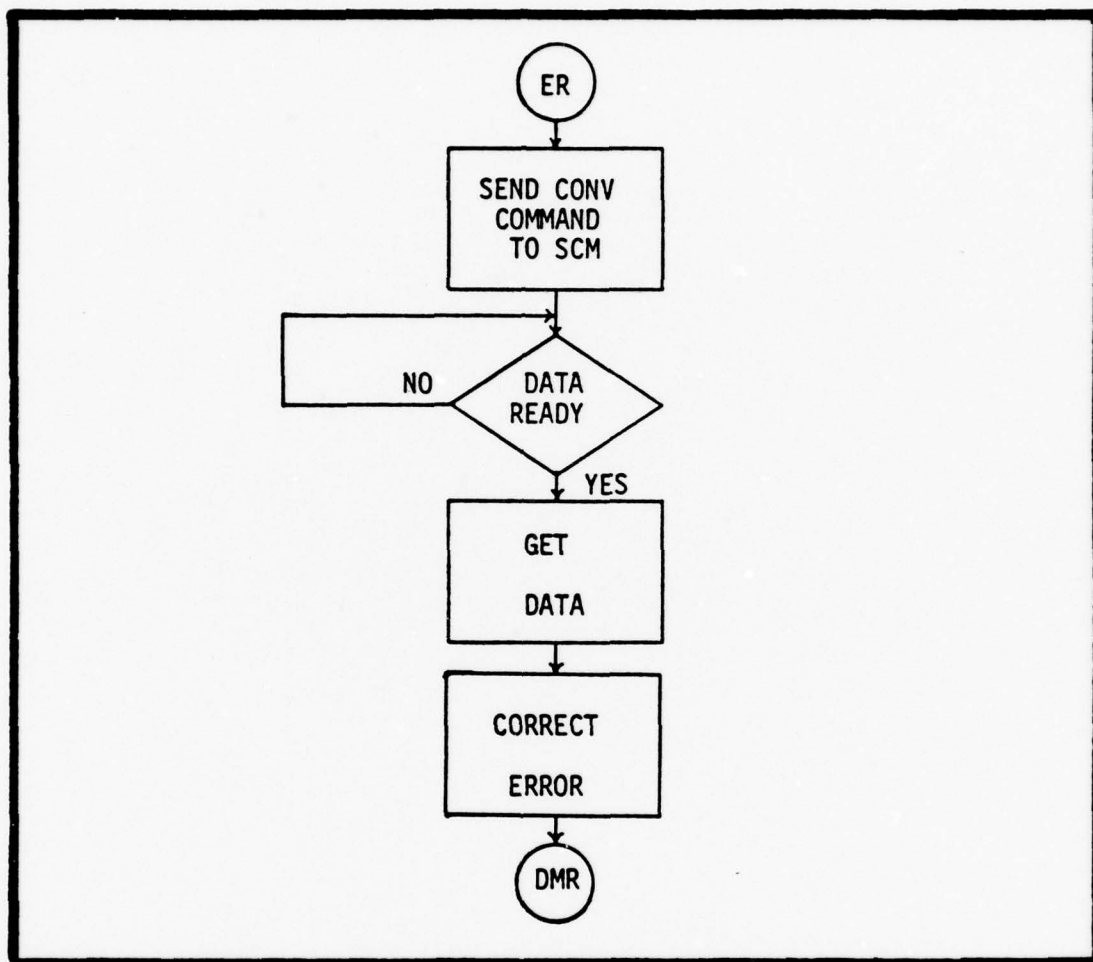 ER
SEND CONV
COMMAND
TO SCM
DATA
READY
NO
YES
GET
DATA
CORRECT
ERROR
DMR